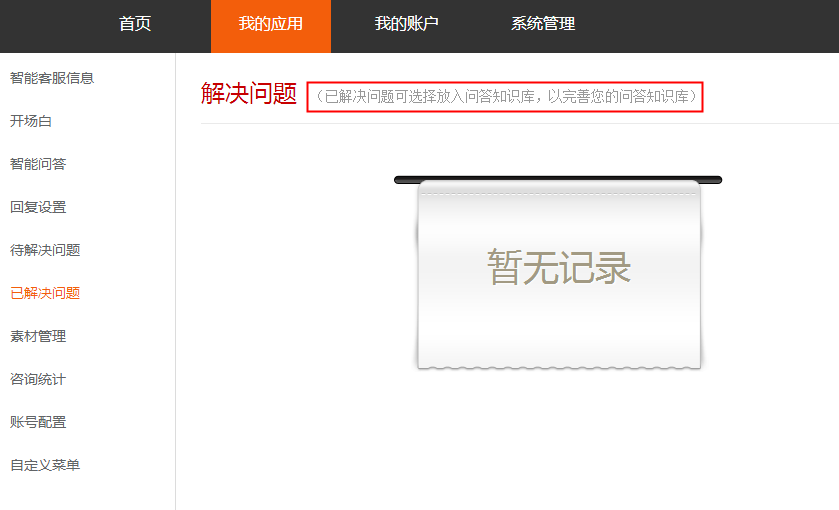 首页 我的应用 我的账户 系统管理
智能客服信息
开场白
智能问答
回复设置
待解决问题
已解决问题
素材管理
咨询统计
账号配置
自定义菜单
解决问题 （已解决问题可选择放入问答知识库，以完善您的问答知识库）
暂无记录